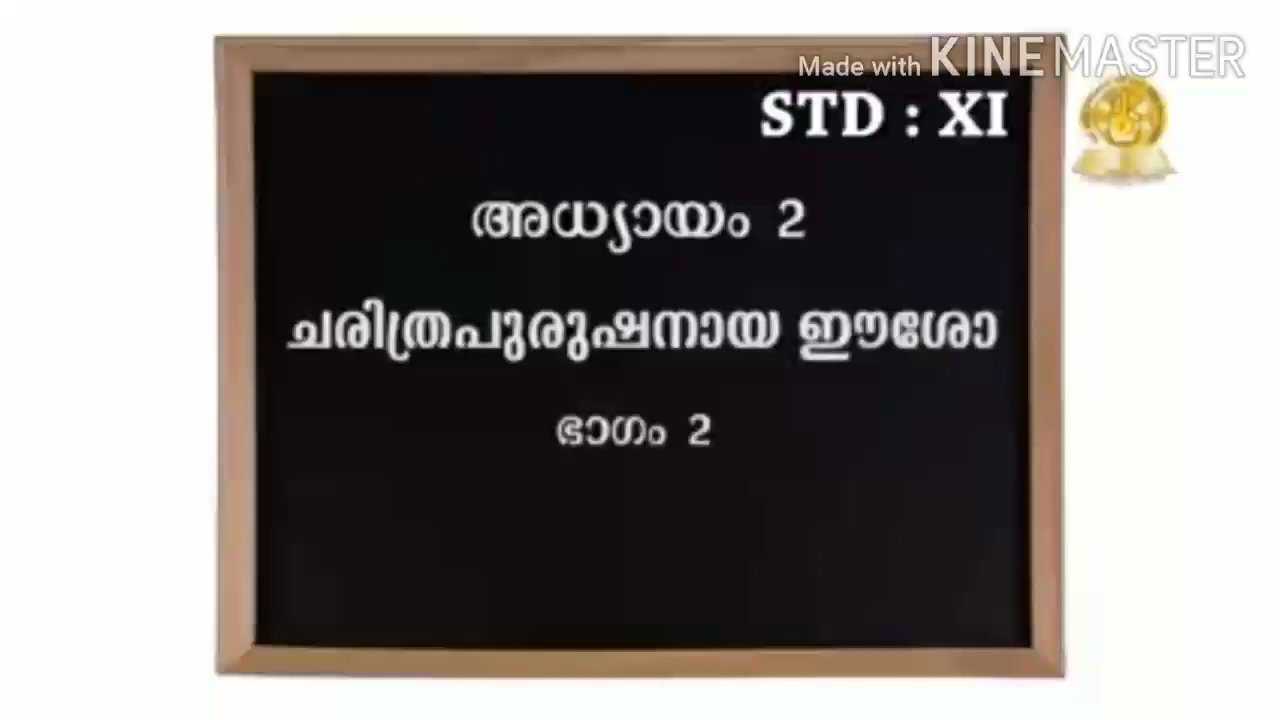 Made with KINEMASTER
STD : XI
അധ്യായം 2
ചരിത്രപുരുഷനായ ഈശോ
ഭാഗം 2